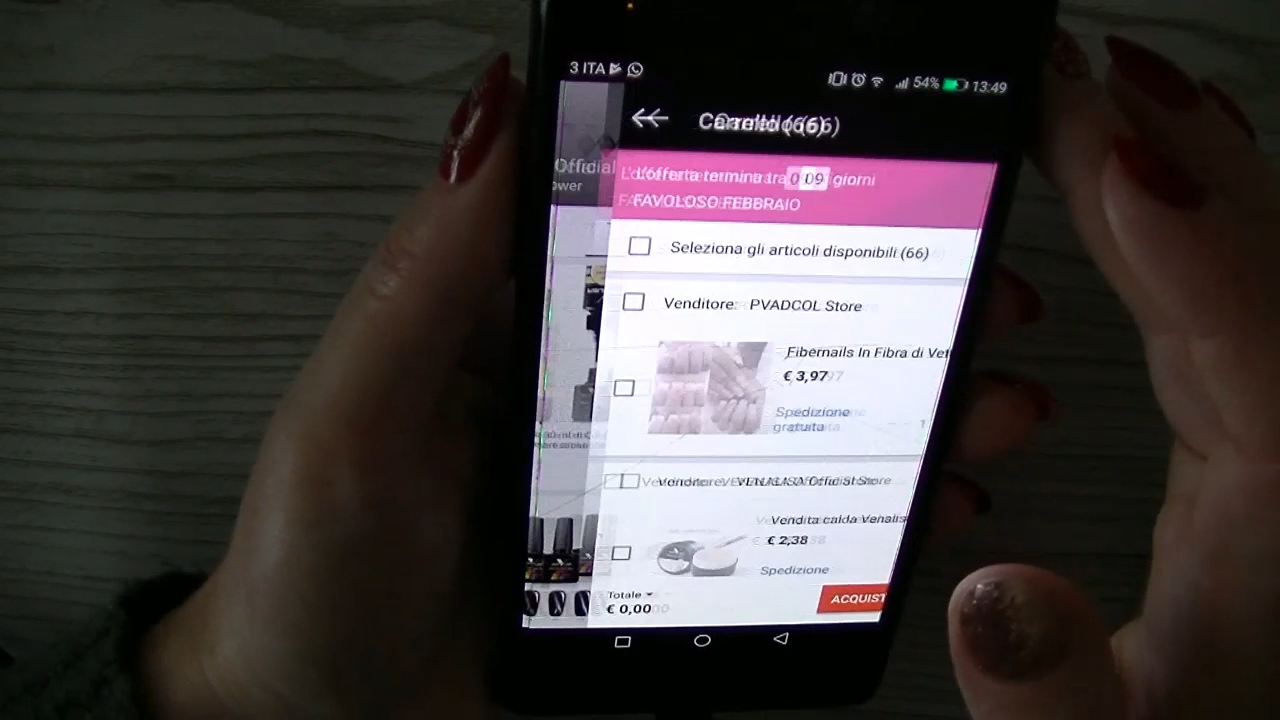 3 ITA
54% 13:49
Carrello (66)
Official
ower
L'offerta termina tra 09 giorni
FAVOLOSO FEBBRAIO
Seleziona gli articoli disponibili (66)
Venditore: PVADCOL Store
Fibernails In Fibra di Vet
€ 3,97
Spedizione
gratuita
1
Venditore: VENALISA Official Store
Vendita calda Venalis
€ 2,38
Spedizione
Totale
€ 0,00
ACQUIST